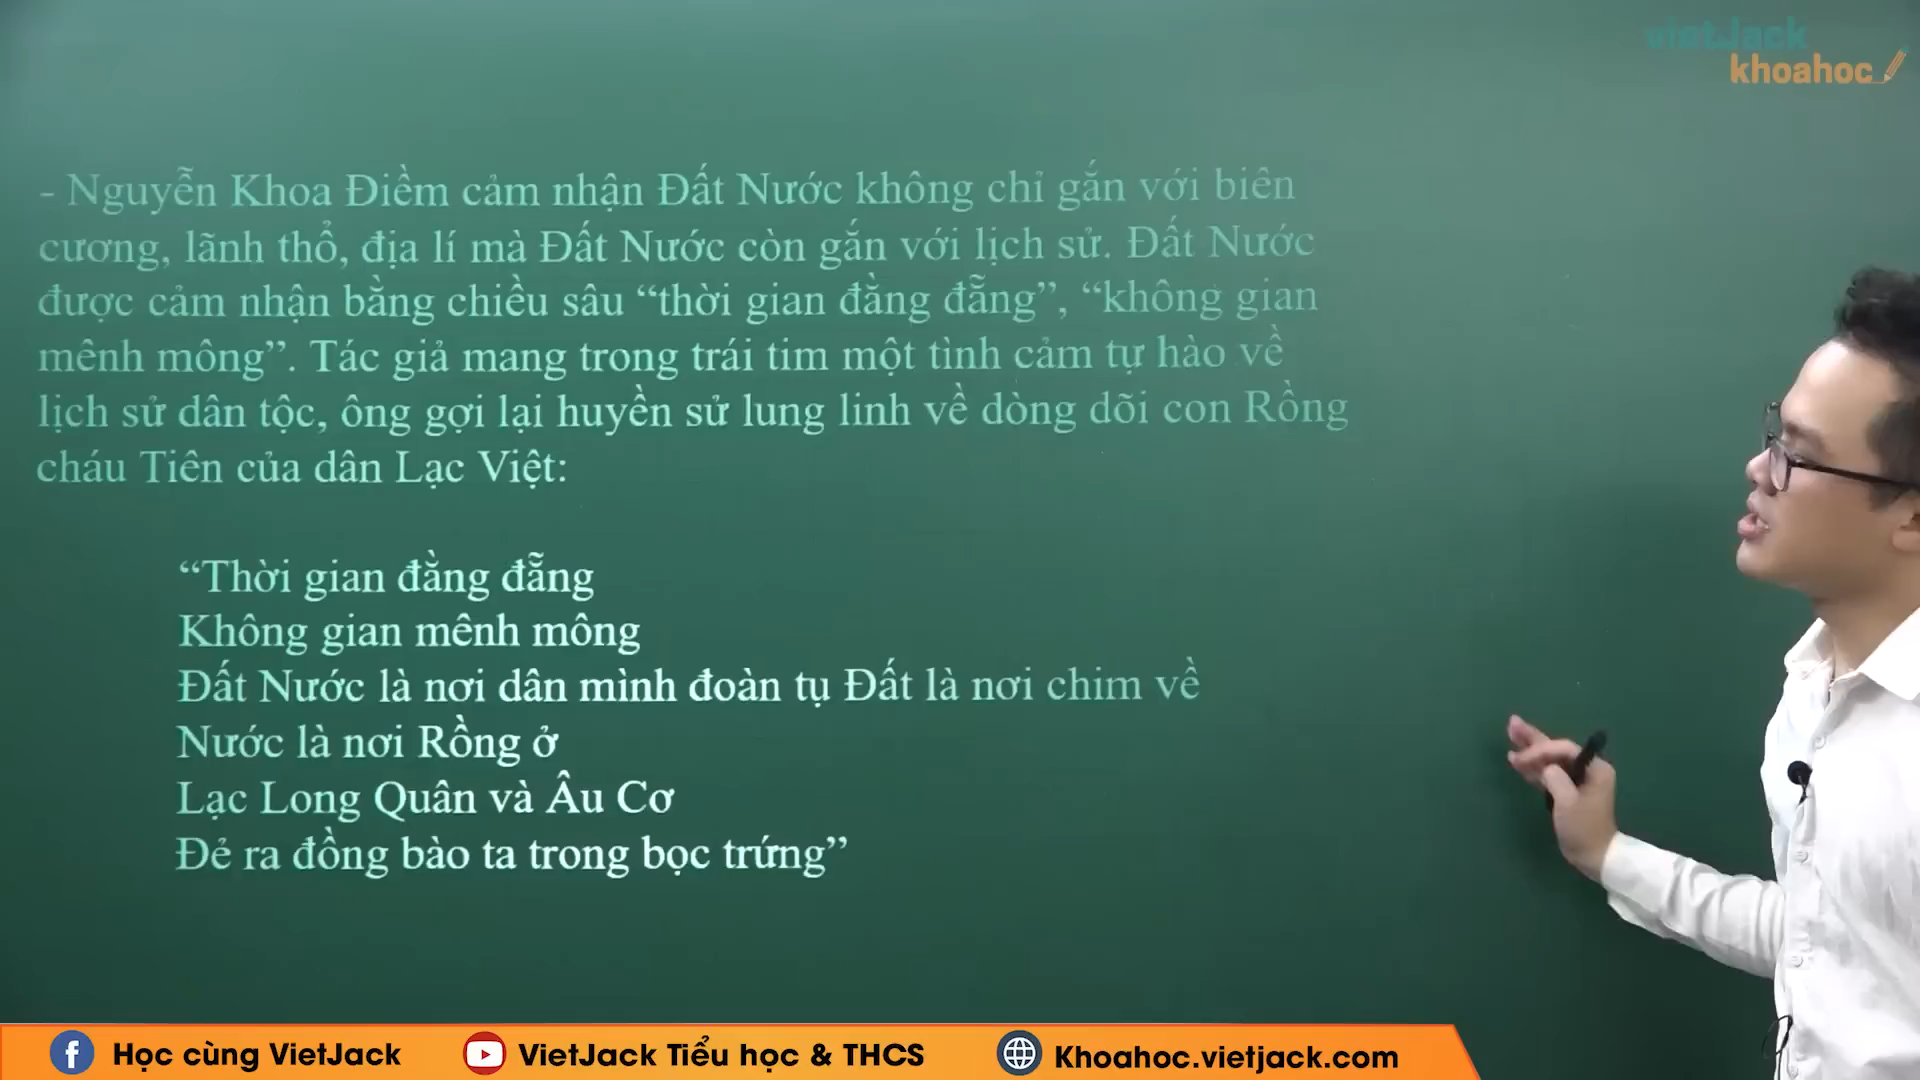 vietJack
khoahoc
- Nguyễn Khoa Điềm cảm nhận Đất Nước không chỉ gắn với biên
cương, lãnh thổ, địa lí mà Đất Nước còn gắn với lịch sử. Đất Nước
được cảm nhận bằng chiều sâu “thời gian đằng đẵng”, “không gian
mênh mông”. Tác giả mang trong trái tim một tình cảm tự hào về
lịch sử dân tộc, ông gợi lại huyền sử lung linh về dòng dõi con Rồng
cháu Tiên của dân Lạc Việt:
“Thời gian đằng đẵng
Không gian mênh mông
Đất Nước là nơi dân mình đoàn tụ Đất là nơi chim về
Nước là nơi Rồng ở
Lạc Long Quân và Âu Cơ
Đẻ ra đồng bào ta trong bọc trứng”
Học cùng VietJack
VietJack Tiểu học & THCS
Khoahoc.vietjack.com